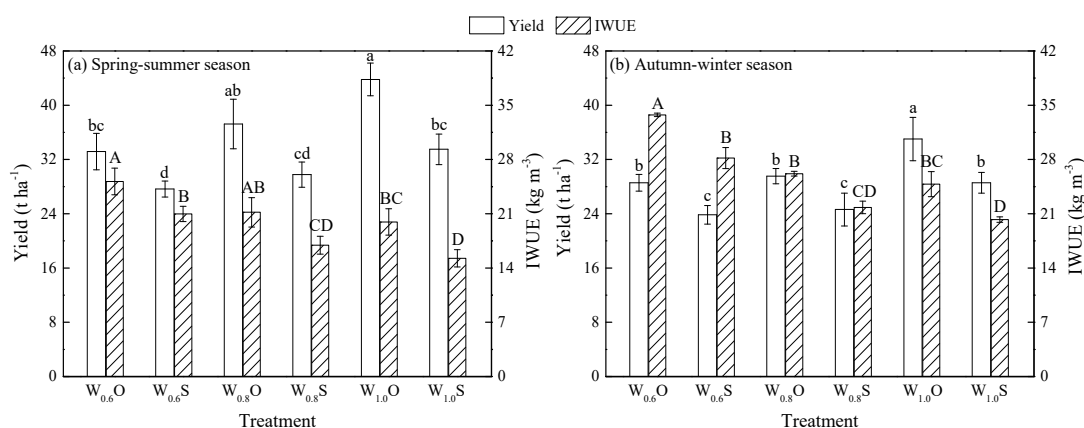 Yield IWUE
(a) Spring-summer season
48
40
32
24
16
8
0
Yield (t ha⁻¹)
bc A d B ab AB cd CD a BC bc D
42
35
28
21
14
7
0
IWUE (kg m⁻³)
W₀.₆O W₀.₆S W₀.₈O W₀.₈S W₁.₀O W₁.₀S
Treatment
(b) Autumn-winter season
48
40
32
24
16
8
0
Yield (t ha⁻¹)
b A c B b B c CD a BC b D
42
35
28
21
14
7
0
IWUE (kg m⁻³)
W₀.₆O W₀.₆S W₀.₈O W₀.₈S W₁.₀O W₁.₀S
Treatment